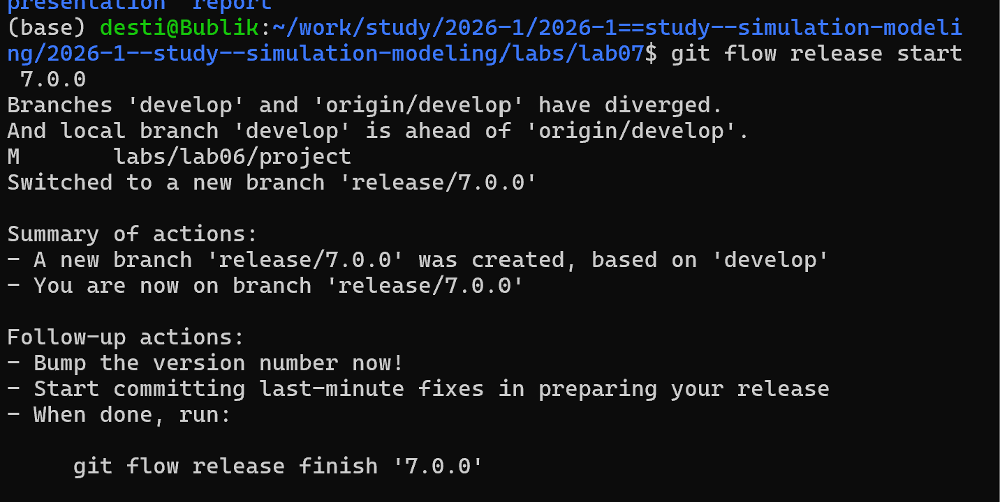 presentation  report
(base) desti@Bublik:~/work/study/2026-1/2026-1==study--simulation-modeli
ng/2026-1--study--simulation-modeling/labs/lab07$ git flow release start
 7.0.0
Branches 'develop' and 'origin/develop' have diverged.
And local branch 'develop' is ahead of 'origin/develop'.
M       labs/lab06/project
Switched to a new branch 'release/7.0.0'

Summary of actions:
- A new branch 'release/7.0.0' was created, based on 'develop'
- You are now on branch 'release/7.0.0'

Follow-up actions:
- Bump the version number now!
- Start committing last-minute fixes in preparing your release
- When done, run:

     git flow release finish '7.0.0'